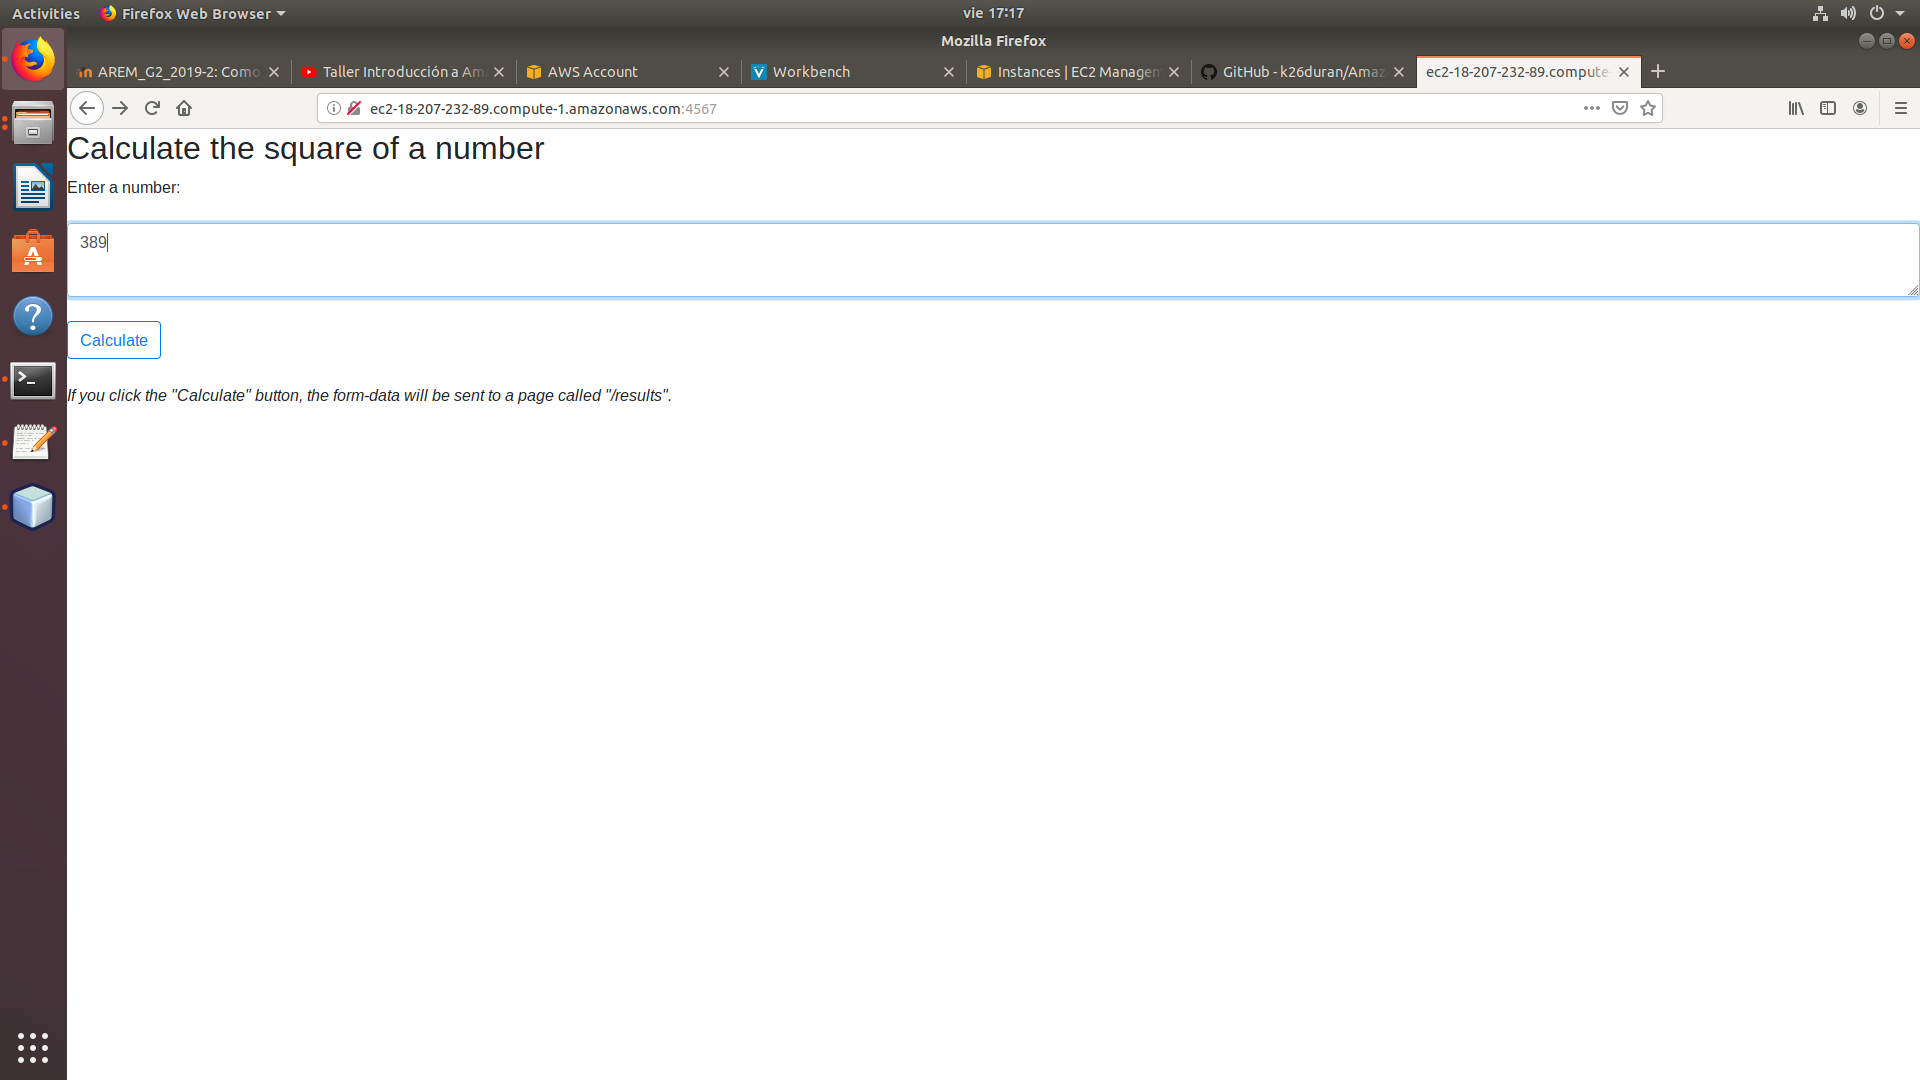 Activities Firefox Web Browser vie 17:17
Mozilla Firefox
AREM_G2_2019-2: Como Taller Introducción a Am AWS Account Workbench Instances | EC2 Managem GitHub - k26duran/Amaz ec2-18-207-232-89.compute-
ec2-18-207-232-89.compute-1.amazonaws.com:4567
Calculate the square of a number
Enter a number:
389
Calculate
If you click the "Calculate" button, the form-data will be sent to a page called "/results".